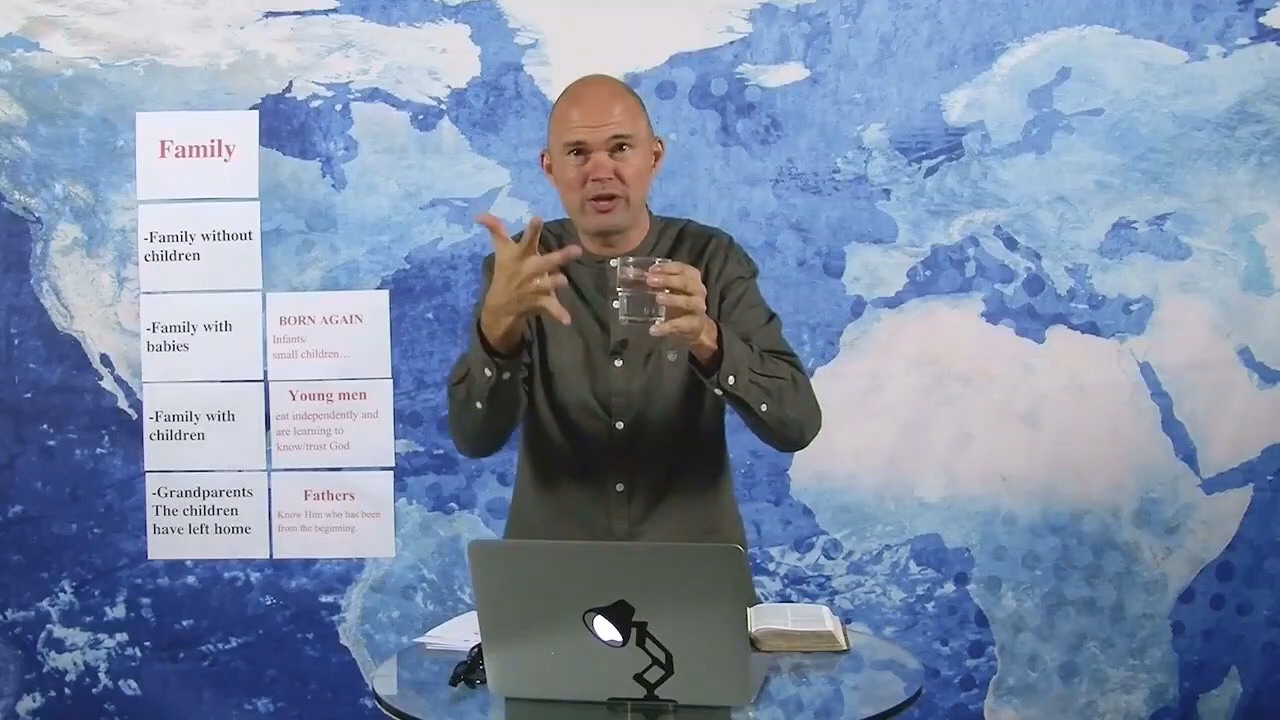 Family
-Family without
children
-Family with
babies
BORN AGAIN
Infants/
small children...
-Family with
children
Young men
eat independently and
are learning to
know/trust God
-Grandparents
The children
have left home
Fathers
Know Him who has been
from the beginning.